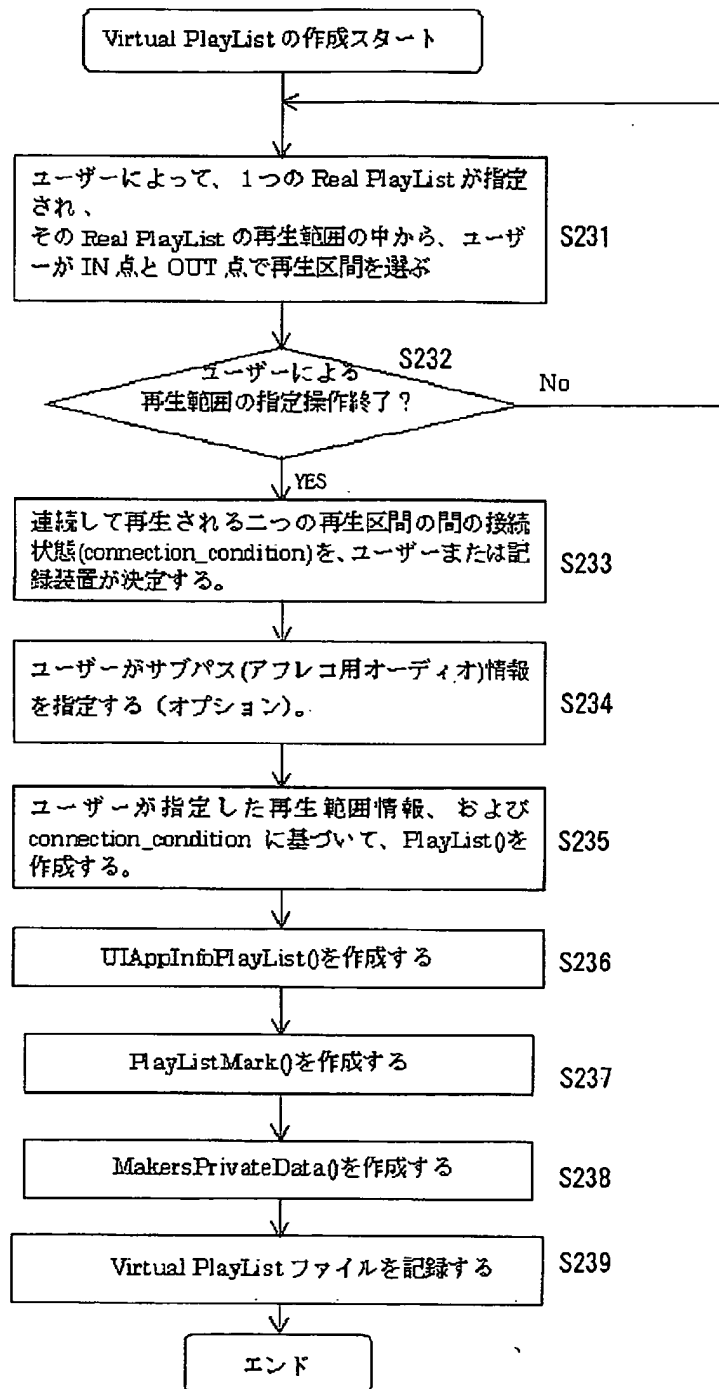 Virtual PlayList の作成スタート
ユーザーによって、1つの Real PlayList が指定
され、
その Real PlayList の再生範囲の中から、ユーザ
ーが IN 点と OUT 点で再生区間を選ぶ
S231
S232
ユーザーによる
再生範囲の指定操作終了？
No
YES
連続して再生される二つの再生区間の間の接続
状態(connection_condition)を、ユーザーまたは記
録装置が決定する。
S233
ユーザーがサブパス(アフレコ用オーディオ)情報
を指定する（オプション）。
S234
ユーザーが指定した再生範囲情報、および
connection_condition に基づいて、PlayList()を
作成する。
S235
UIAppInfoPlayList()を作成する
S236
PlayListMark()を作成する
S237
MakersPrivateData()を作成する
S238
Virtual PlayList ファイルを記録する
S239
エンド